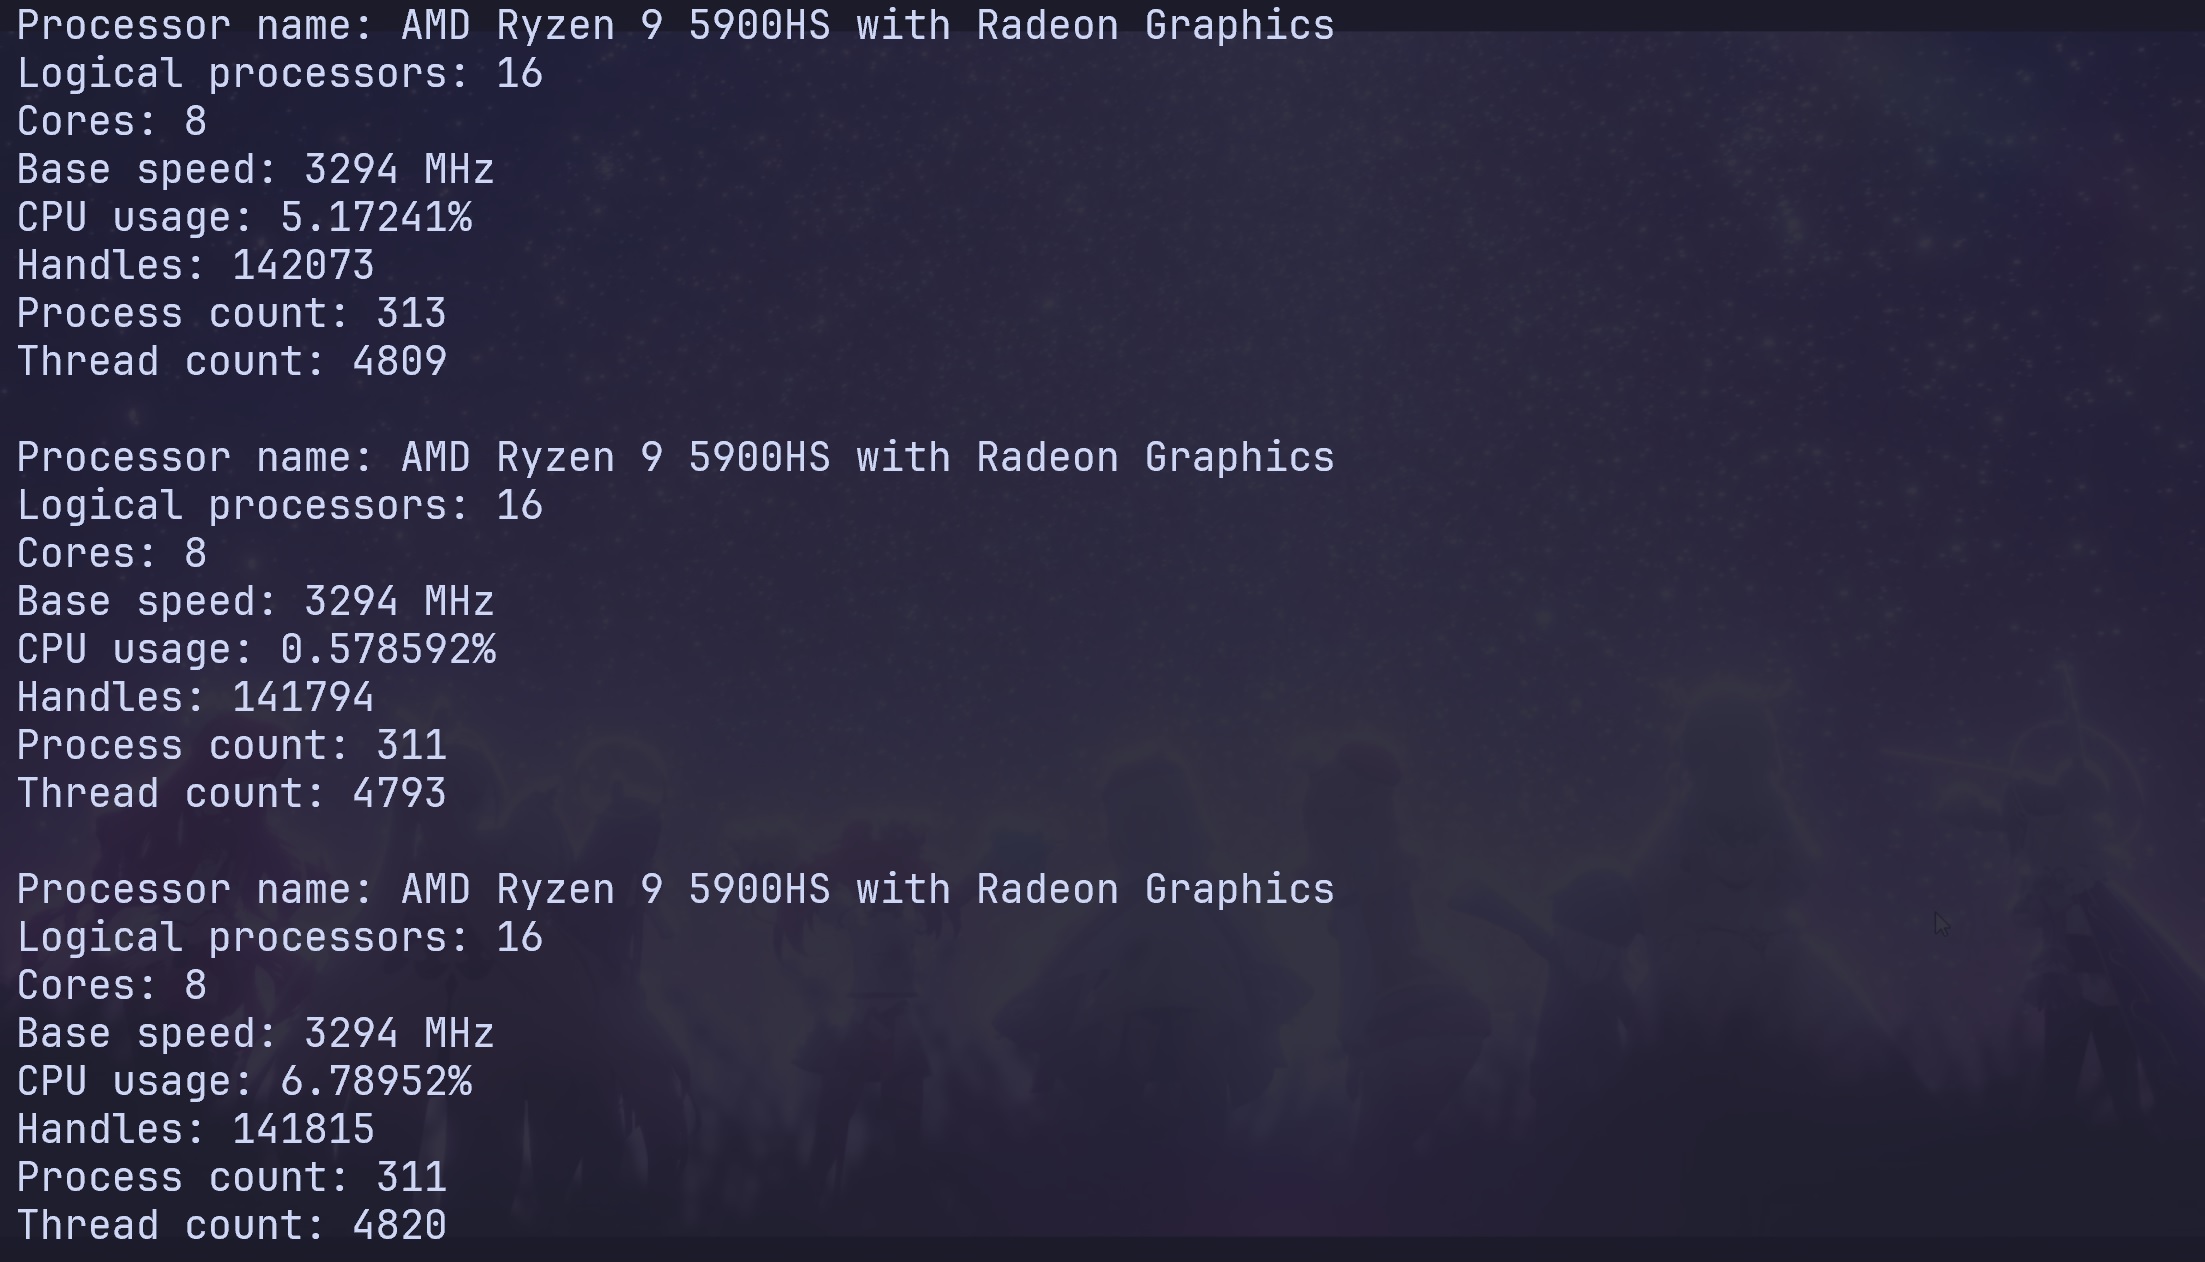 Processor name: AMD Ryzen 9 5900HS with Radeon Graphics
Logical processors: 16
Cores: 8
Base speed: 3294 MHz
CPU usage: 5.17241%
Handles: 142073
Process count: 313
Thread count: 4809

Processor name: AMD Ryzen 9 5900HS with Radeon Graphics
Logical processors: 16
Cores: 8
Base speed: 3294 MHz
CPU usage: 0.578592%
Handles: 141794
Process count: 311
Thread count: 4793

Processor name: AMD Ryzen 9 5900HS with Radeon Graphics
Logical processors: 16
Cores: 8
Base speed: 3294 MHz
CPU usage: 6.78952%
Handles: 141815
Process count: 311
Thread count: 4820